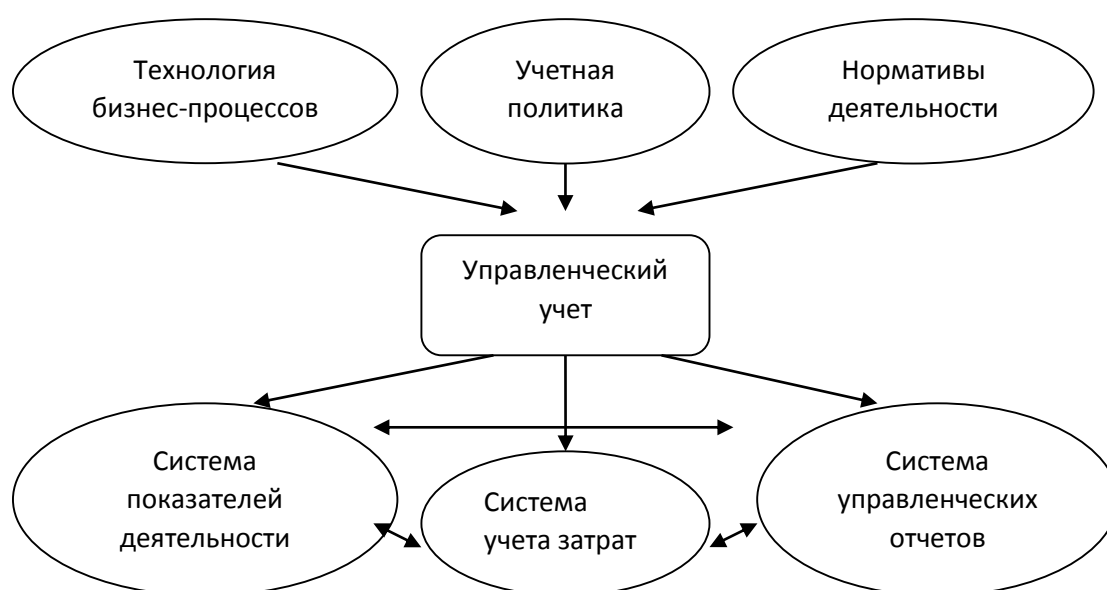 Технология
бизнес-процессов
Учетная
политика
Нормативы
деятельности
Управленческий
учет
Система
показателей
деятельности
Система
учета затрат
Система
управленческих
отчетов